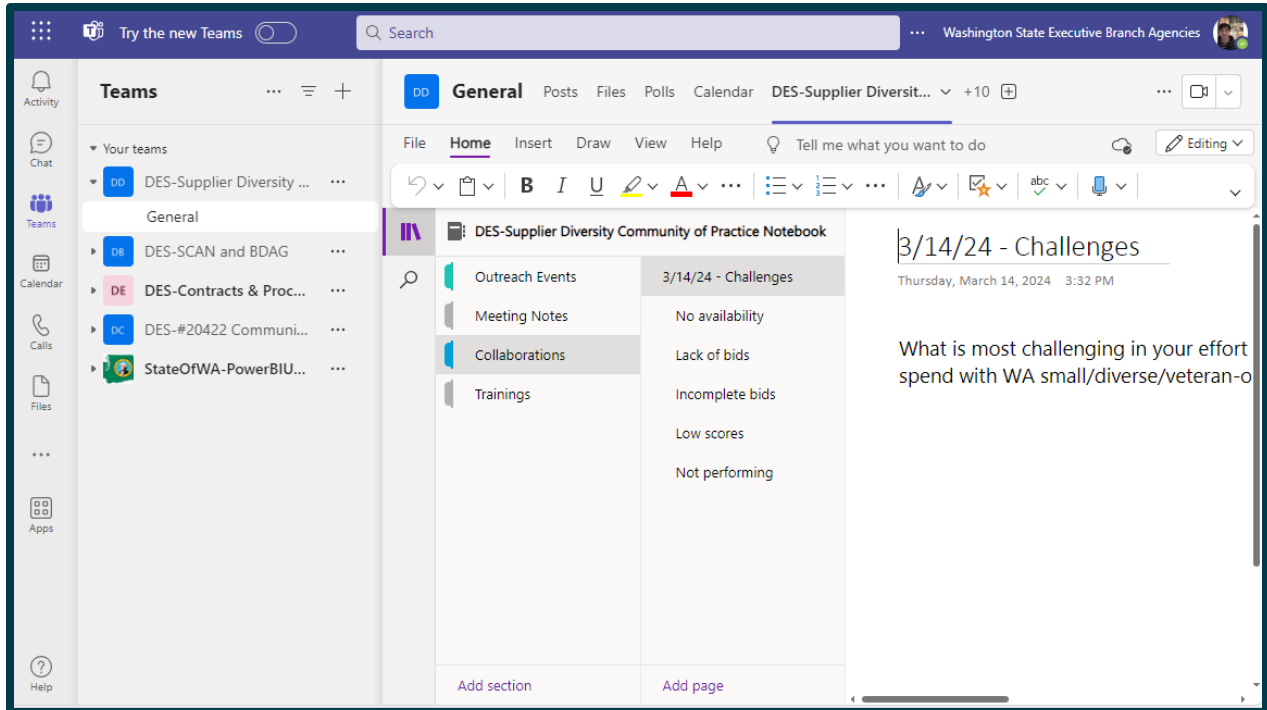 Try the new Teams
Search
Washington State Executive Branch Agencies
Activity
Chat
Teams
Calendar
Calls
Files
Apps
Help
Teams
Your teams
DD DES-Supplier Diversity ...
General
DB DES-SCAN and BDAG
DE DES-Contracts & Proc...
DC DES-#20422 Communi...
StateOfWA-PowerBIU...
DD General Posts Files Polls Calendar DES-Supplier Diversit... +10
File Home Insert Draw View Help Tell me what you want to do Editing
B I U A abc
DES-Supplier Diversity Community of Practice Notebook
Outreach Events
Meeting Notes
Collaborations
Trainings
Add section
3/14/24 - Challenges
No availability
Lack of bids
Incomplete bids
Low scores
Not performing
Add page
3/14/24 - Challenges
Thursday, March 14, 2024 3:32 PM
What is most challenging in your effort
spend with WA small/diverse/veteran-o